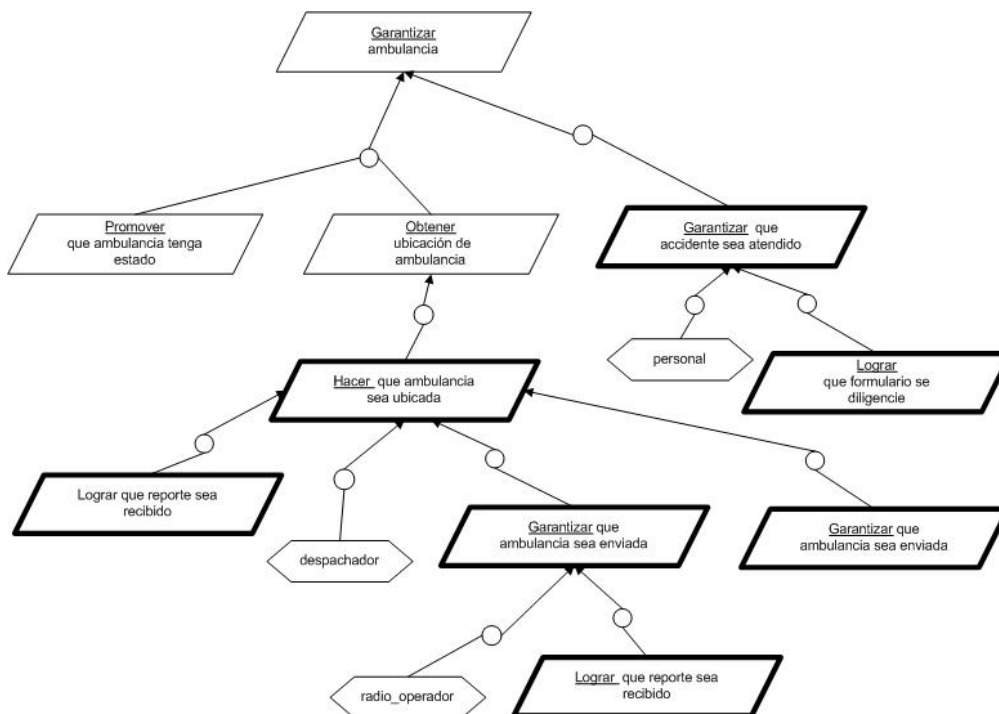 Garantizar
ambulancia
Promover
que ambulancia tenga
estado
Obtener
ubicación de
ambulancia
Garantizar que
accidente sea atendido
personal
Lograr
que formulario se
diligencie
Hacer que ambulancia
sea ubicada
Lograr que reporte sea
recibido
despachador
Garantizar que
ambulancia sea enviada
Garantizar que
ambulancia sea enviada
radio_operador
Lograr que reporte sea
recibido